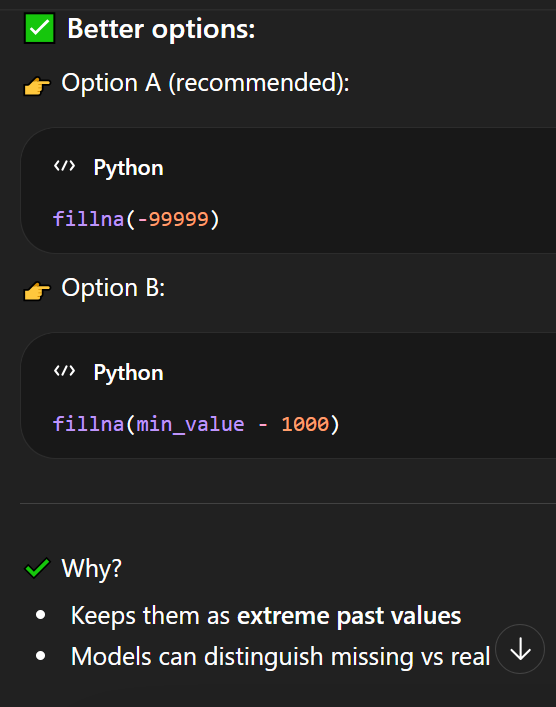 ✅ Better options:
👉 Option A (recommended):
</> Python
fillna(-99999)
👉 Option B:
</> Python
fillna(min_value - 1000)
✔ Why?
• Keeps them as extreme past values
• Models can distinguish missing vs real